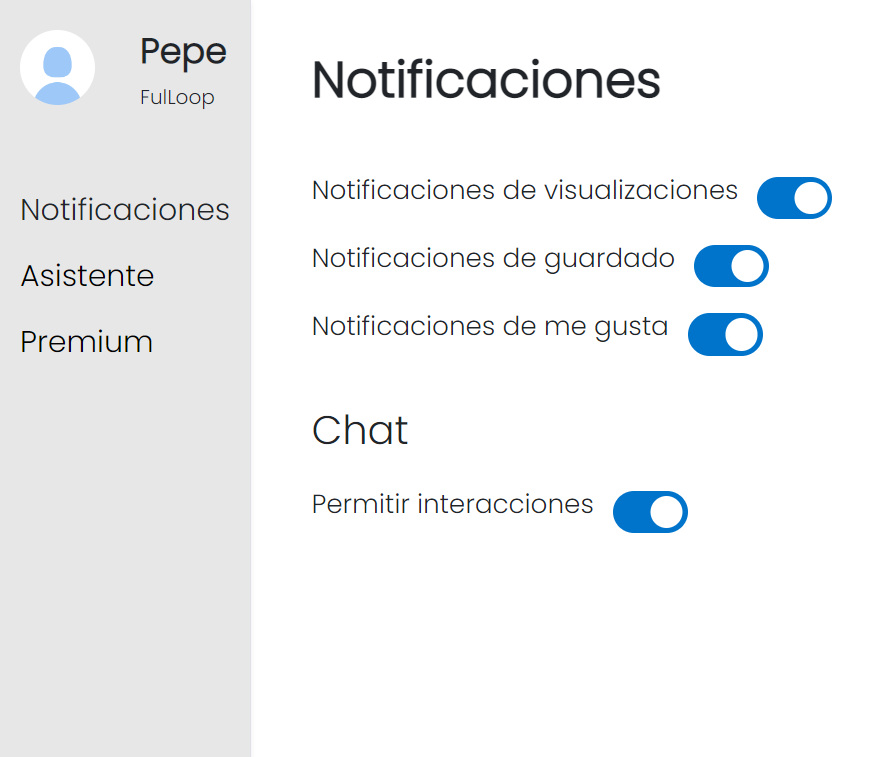 Pepe
FulLoop
Notificaciones
Asistente
Premium
Notificaciones
Notificaciones de visualizaciones
Notificaciones de guardado
Notificaciones de me gusta
Chat
Permitir interacciones